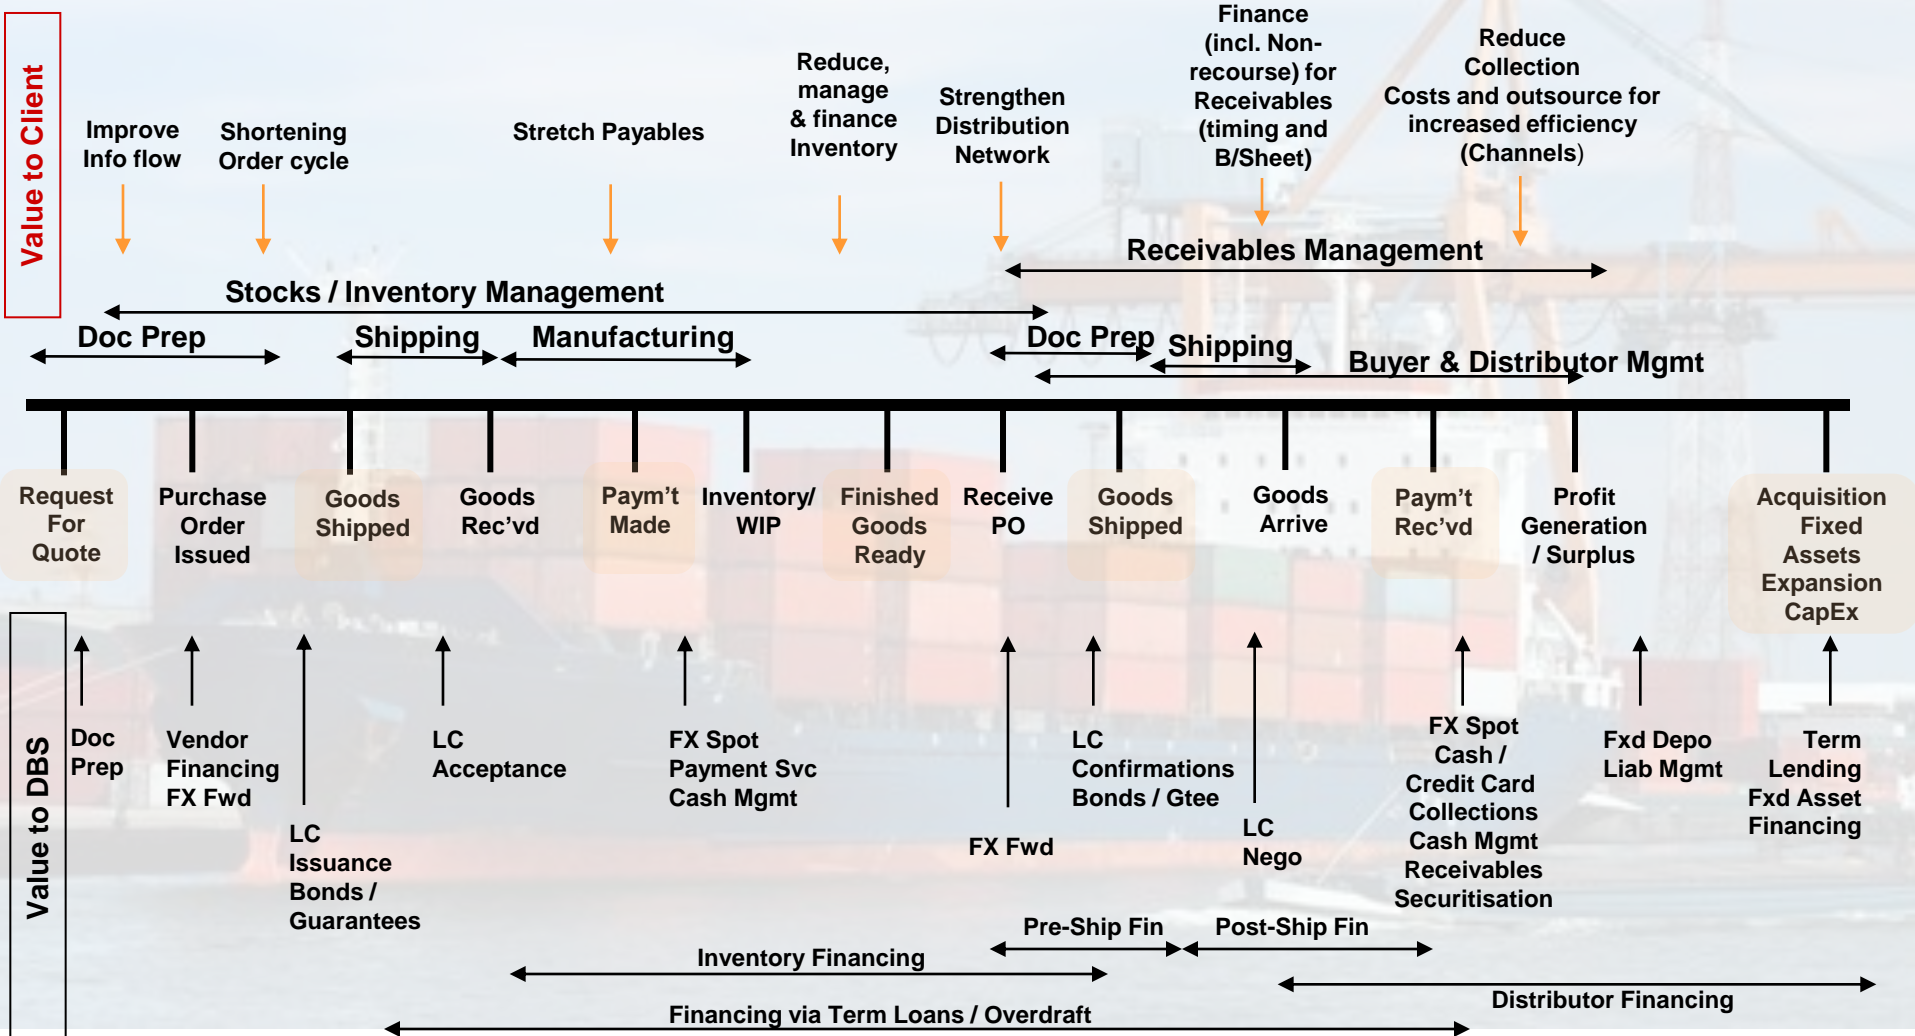 Value to Client
Improve
Info flow
Shortening
Order cycle
Stretch Payables
Reduce,
manage
& finance
Inventory
Strengthen
Distribution
Network
Finance
(incl. Non-
recourse) for
Receivables
(timing and
B/Sheet)
Reduce
Collection
Costs and outsource for
increased efficiency
(Channels)
Receivables Management
Stocks / Inventory Management
Doc Prep
Shipping
Manufacturing
Doc Prep
Shipping
Buyer & Distributor Mgmt
Request
For
Quote
Purchase
Order
Issued
Goods
Shipped
Goods
Rec'vd
Paym't
Made
Inventory/
WIP
Finished
Goods
Ready
Receive
PO
Goods
Shipped
Goods
Arrive
Paym't
Rec'vd
Profit
Generation
/ Surplus
Acquisition
Fixed
Assets
Expansion
CapEx
Value to DBS
Doc
Prep
Vendor
Financing
FX Fwd
LC
Issuance
Bonds /
Guarantees
LC
Acceptance
FX Spot
Payment Svc
Cash Mgmt
FX Fwd
LC
Confirmations
Bonds / Gtee
LC
Nego
FX Spot
Cash /
Credit Card
Collections
Cash Mgmt
Receivables
Securitisation
Fxd Depo
Liab Mgmt
Term
Lending
Fxd Asset
Financing
Pre-Ship Fin
Post-Ship Fin
Inventory Financing
Distributor Financing
Financing via Term Loans / Overdraft